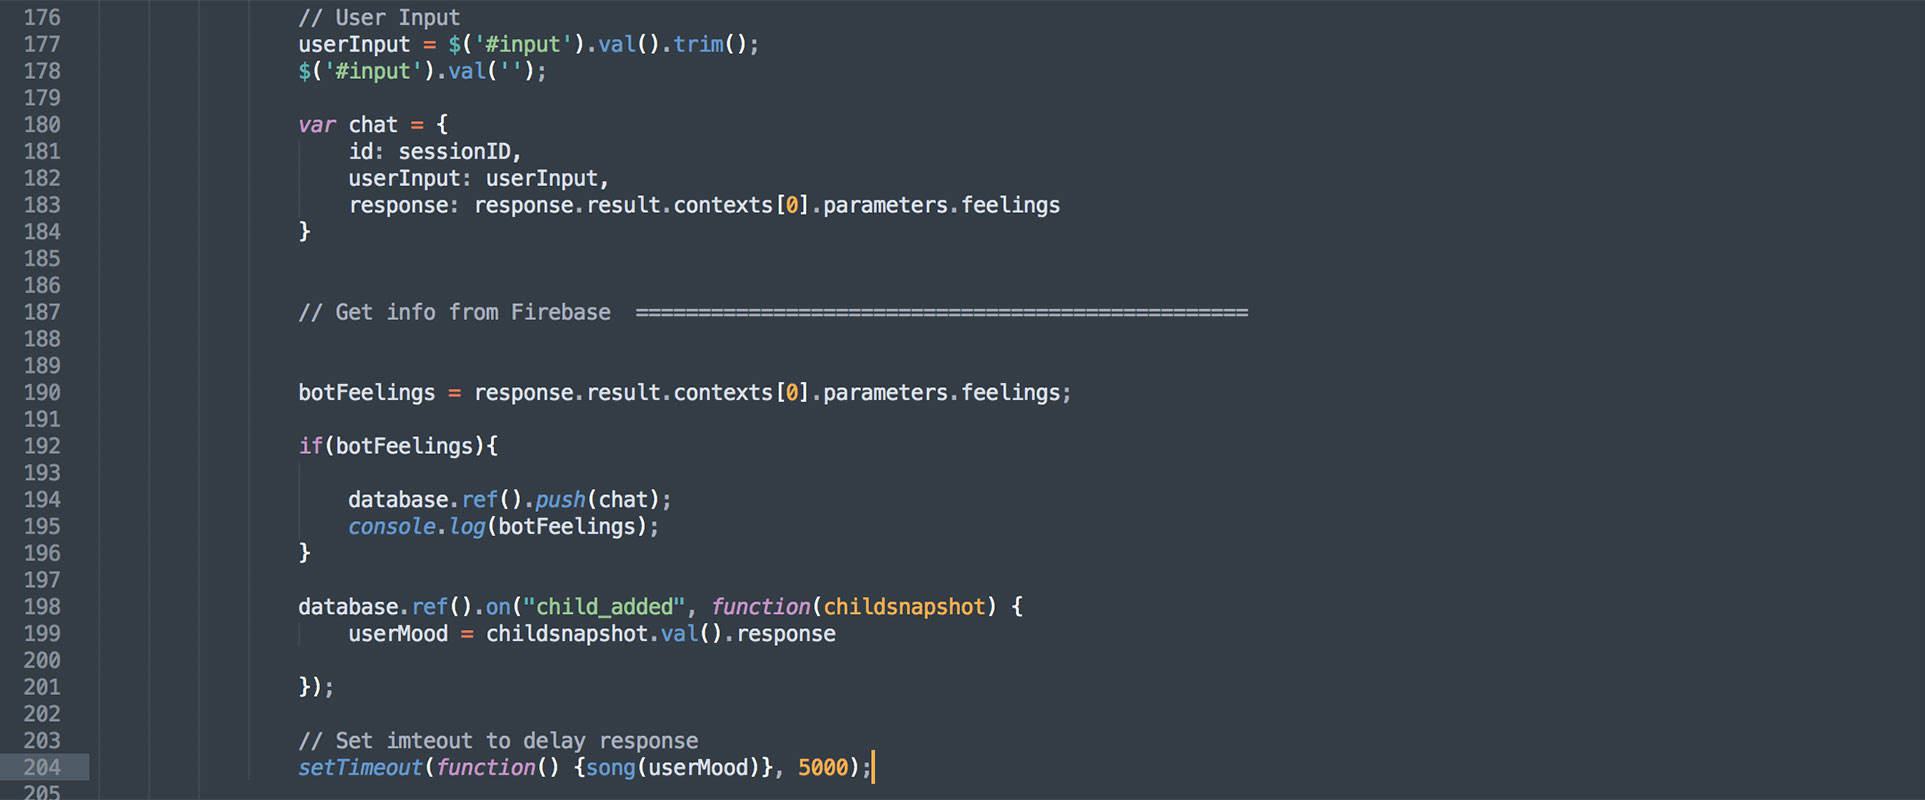 176 // User Input
177 userInput = $('#input').val().trim();
178 $('#input').val('');
179
180 var chat = {
181 id: sessionID,
182 userInput: userInput,
183 response: response.result.contexts[0].parameters.feelings
184 }
185
186
187 // Get info from Firebase =================================================
188
189
190 botFeelings = response.result.contexts[0].parameters.feelings;
191
192 if(botFeelings){
193
194 database.ref().push(chat);
195 console.log(botFeelings);
196 }
197
198 database.ref().on("child_added", function(childsnapshot) {
199 userMood = childsnapshot.val().response
200
201 });
202
203 // Set imteout to delay response
204 setTimeout(function() {song(userMood)}, 5000);
205